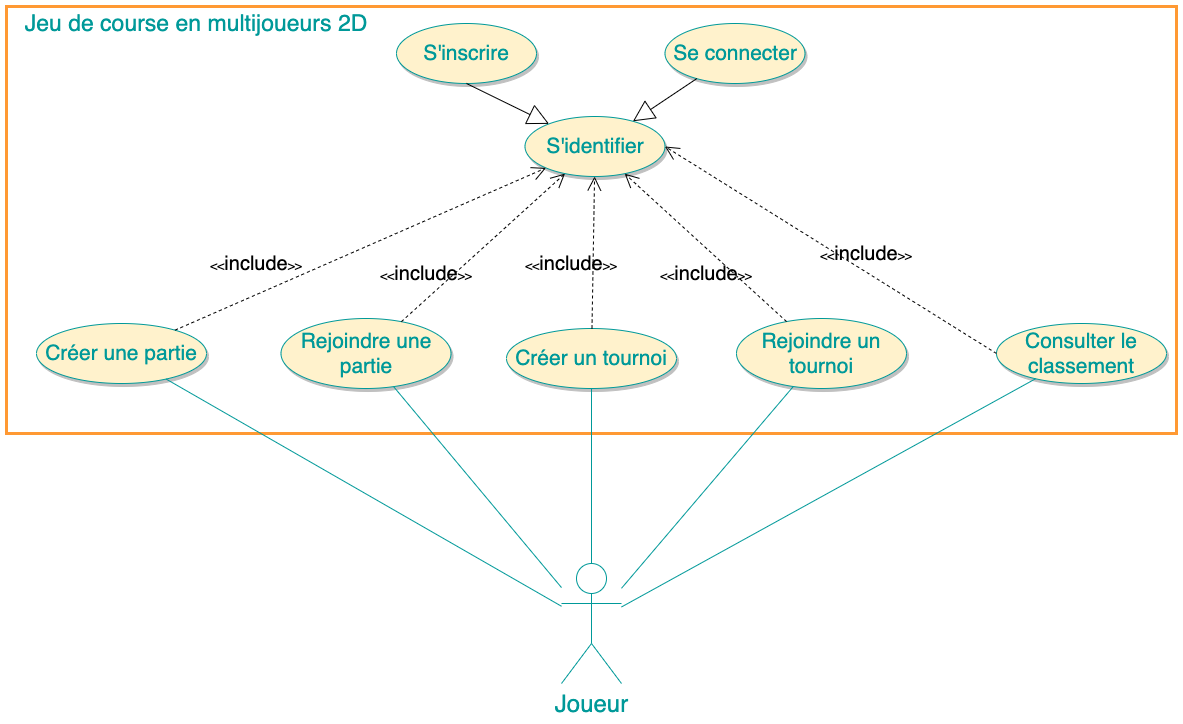 Jeu de course en multijoueurs 2D
S'inscrire
Se connecter
S'identifier
<<include>>
<<include>>
<<include>>
<<include>>
<<include>>
Créer une partie
Rejoindre une
partie
Créer un tournoi
Rejoindre un
tournoi
Consulter le
classement
Joueur